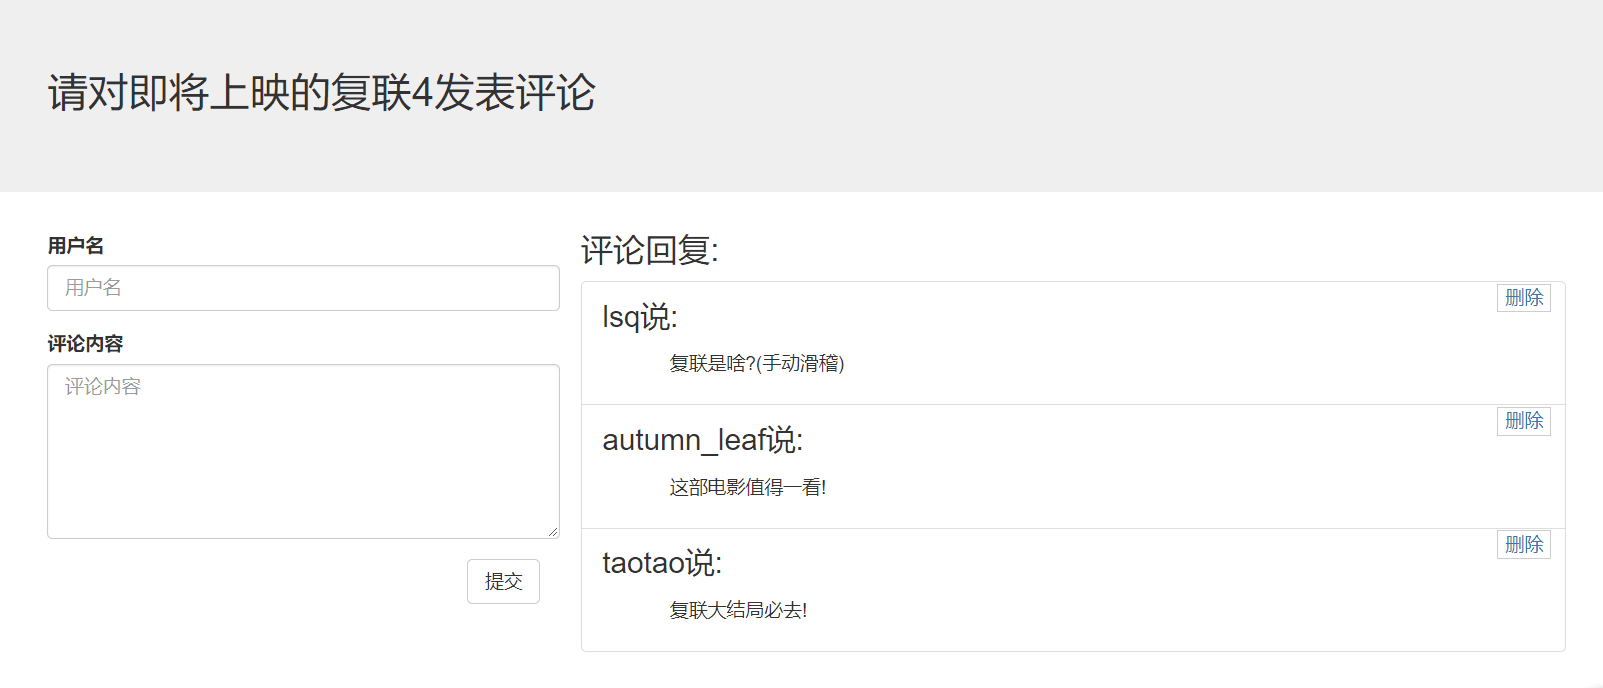 请对即将上映的复联4发表评论
用户名
用户名
评论内容
评论内容
提交
评论回复:
lsq说:
删除
复联是啥?(手动滑稽)
autumn_leaf说:
删除
这部电影值得一看!
taotao说:
删除
复联大结局必去!